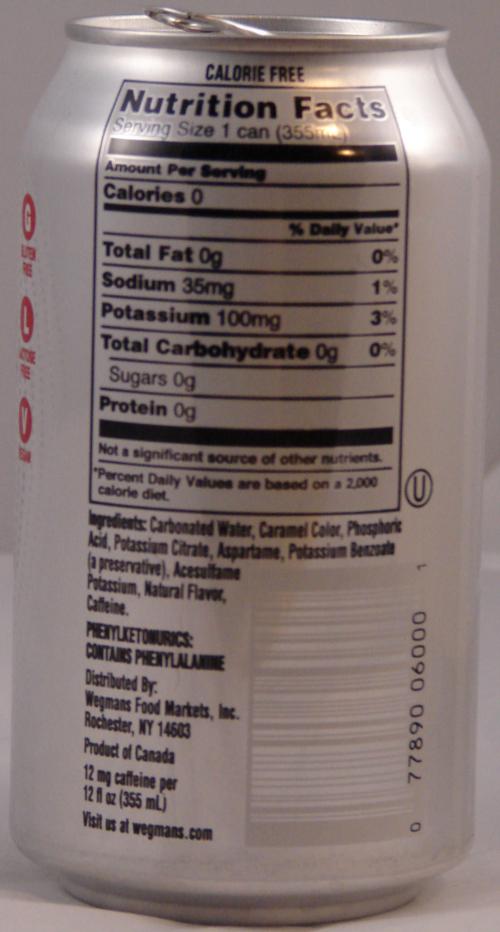 CALORIE FREE
Nutrition Facts
Serving Size 1 can (355mL)
Amount Per Serving
Calories 0
% Daily Value*
Total Fat 0g 0%
Sodium 35mg 1%
Potassium 100mg 3%
Total Carbohydrate 0g 0%
Sugars 0g
Protein 0g
Not a significant source of other nutrients.
*Percent Daily Values are based on a 2,000
calorie diet.
U
G
GLUTEN
FREE
L
LACTOSE
FREE
V
VEGAN
Ingredients: Carbonated Water, Caramel Color, Phosphoric
Acid, Potassium Citrate, Aspartame, Potassium Benzoate
(a preservative), Acesulfame
Potassium, Natural Flavor,
Caffeine.
PHENYLKETONURICS:
CONTAINS PHENYLALANINE
Distributed By:
Wegmans Food Markets, Inc.
Rochester, NY 14603
Product of Canada
12 mg caffeine per
12 fl oz (355 mL)
Visit us at wegmans.com
0 77890 06000 1